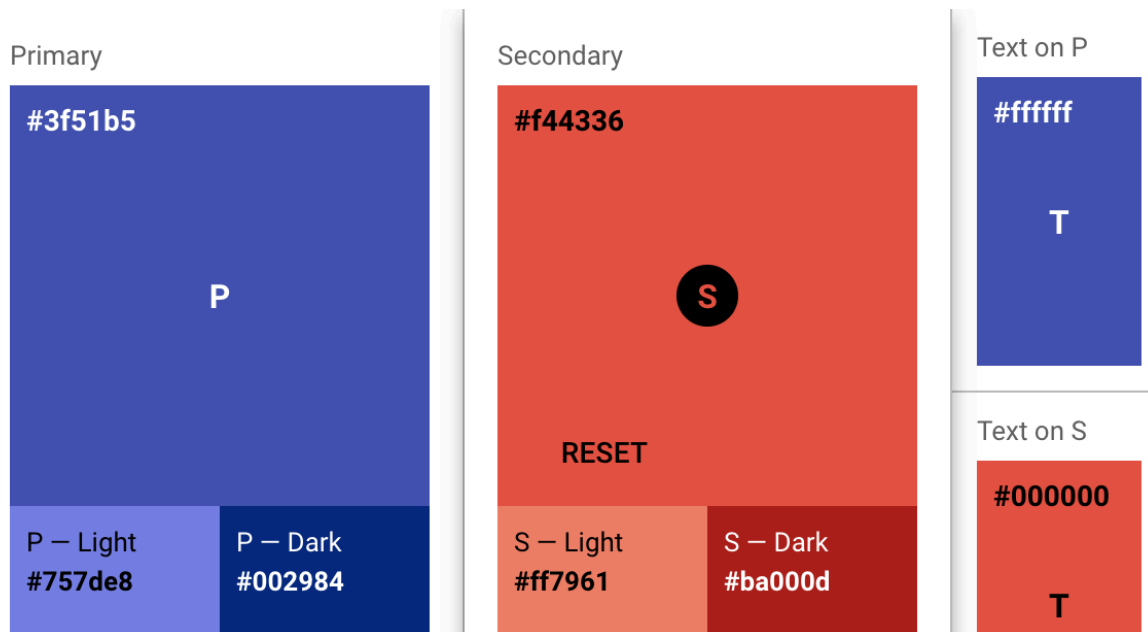 Primary
#3f51b5
P
P — Light
#757de8
P — Dark
#002984
Secondary
#f44336
S
RESET
S — Light
#ff7961
S — Dark
#ba000d
Text on P
#ffffff
T
Text on S
#000000
T